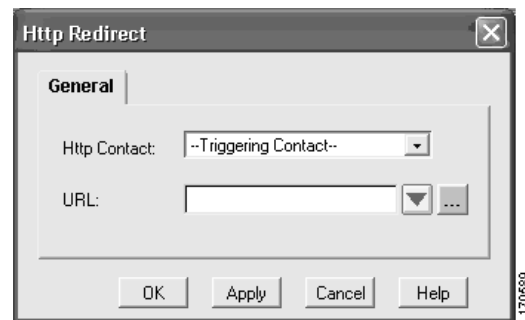 Http Redirect
General
Http Contact: --Triggering Contact--
URL: ...
OK Apply Cancel Help
170589